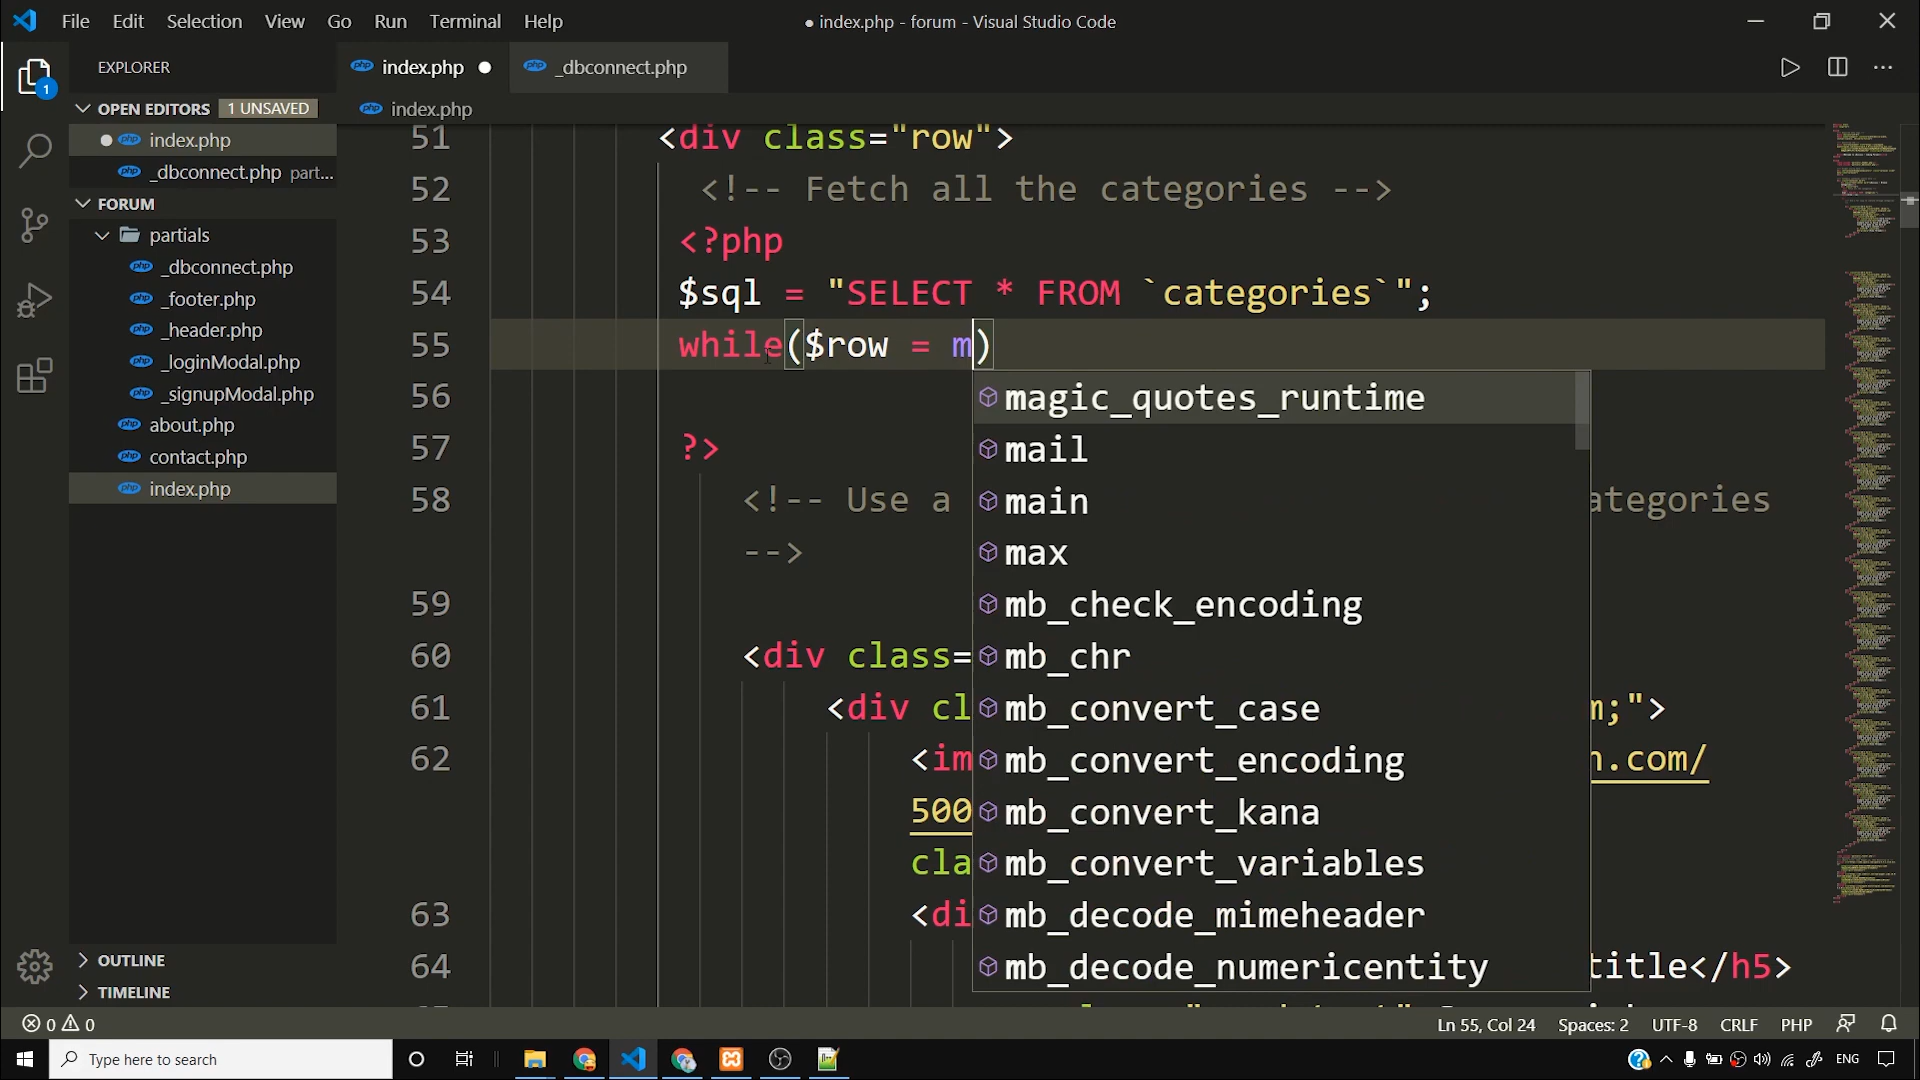 File Edit Selection View Go Run Terminal Help
● index.php - forum - Visual Studio Code
EXPLORER
index.php
_dbconnect.php
OPEN EDITORS 1 UNSAVED
index.php
index.php
_dbconnect.php part...
FORUM
partials
_dbconnect.php
_footer.php
_header.php
_loginModal.php
_signupModal.php
about.php
contact.php
index.php
OUTLINE
TIMELINE
1
51 <div class="row">
52 <!-- Fetch all the categories -->
53 <?php
54 $sql = "SELECT * FROM `categories`";
55 while($row = m)
56
57 ?>
58 <!-- Use a ategories
-->
59
60 <div class=
61 <div cl m;">
62 <im n.com/
500
cla
63 <di
64 title</h5>
magic_quotes_runtime
mail
main
max
mb_check_encoding
mb_chr
mb_convert_case
mb_convert_encoding
mb_convert_kana
mb_convert_variables
mb_decode_mimeheader
mb_decode_numericentity
0 0
Ln 55, Col 24 Spaces: 2 UTF-8 CRLF PHP
Type here to search
ENG